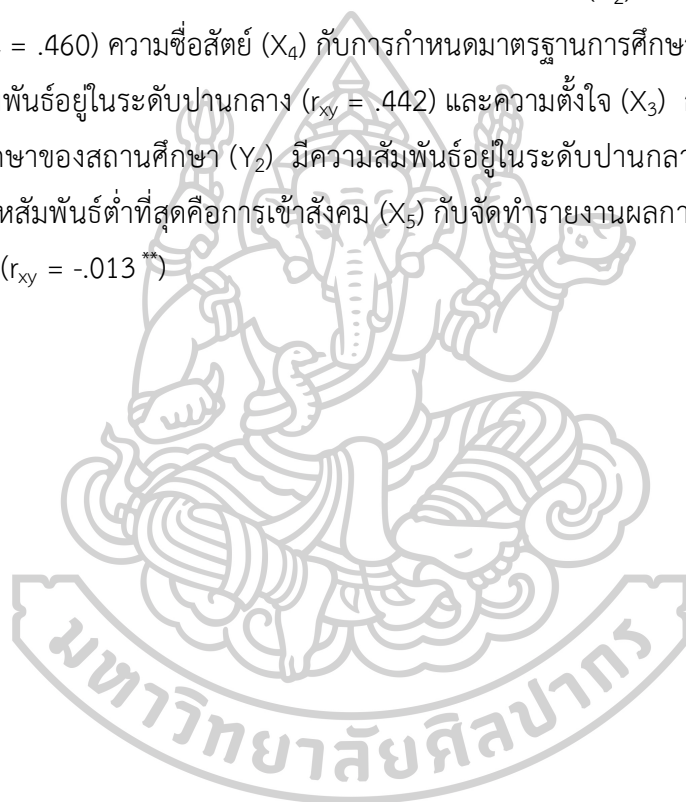 = .460) ความซื่อสัตย์ (X₄) กับการกำหนดมาตรฐานการศึกษา
พันธ์อยู่ในระดับปานกลาง (rₓᵧ = .442) และความตั้งใจ (X₃)
กษาของสถานศึกษา (Y₂) มีความสัมพันธ์อยู่ในระดับปานกลา
หสัมพันธ์ต่ำที่สุดคือการเข้าสังคม (X₅) กับจัดทำรายงานผลกา
(rₓᵧ = -.013**)
มหาวิทยาลัยศิลปากร